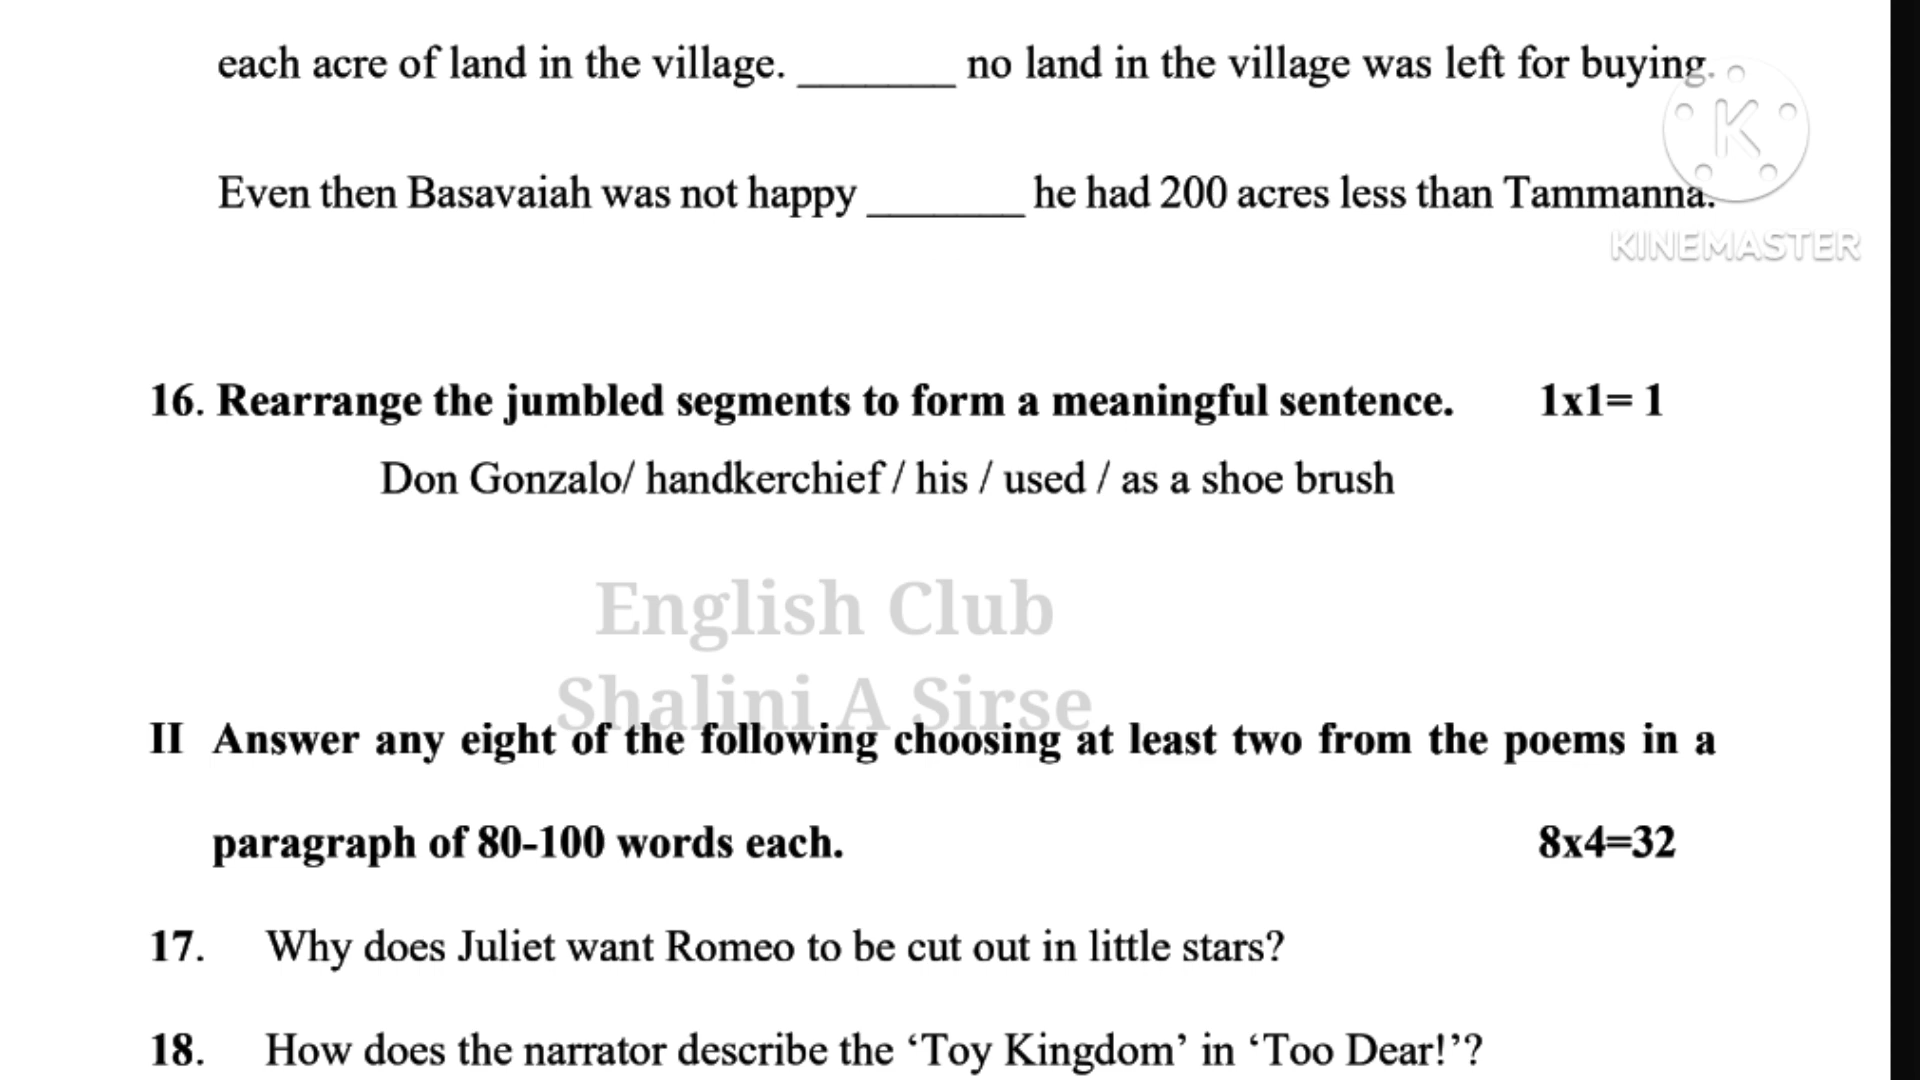 each acre of land in the village. _______ no land in the village was left for buying.
K
Even then Basavaiah was not happy _______ he had 200 acres less than Tammanna.
KINEMASTER
16. Rearrange the jumbled segments to form a meaningful sentence. 1x1= 1
Don Gonzalo/ handkerchief / his / used / as a shoe brush
English Club
Shalini A Sirse
II Answer any eight of the following choosing at least two from the poems in a
paragraph of 80-100 words each. 8x4=32
17. Why does Juliet want Romeo to be cut out in little stars?
18. How does the narrator describe the ‘Toy Kingdom’ in ‘Too Dear!’?